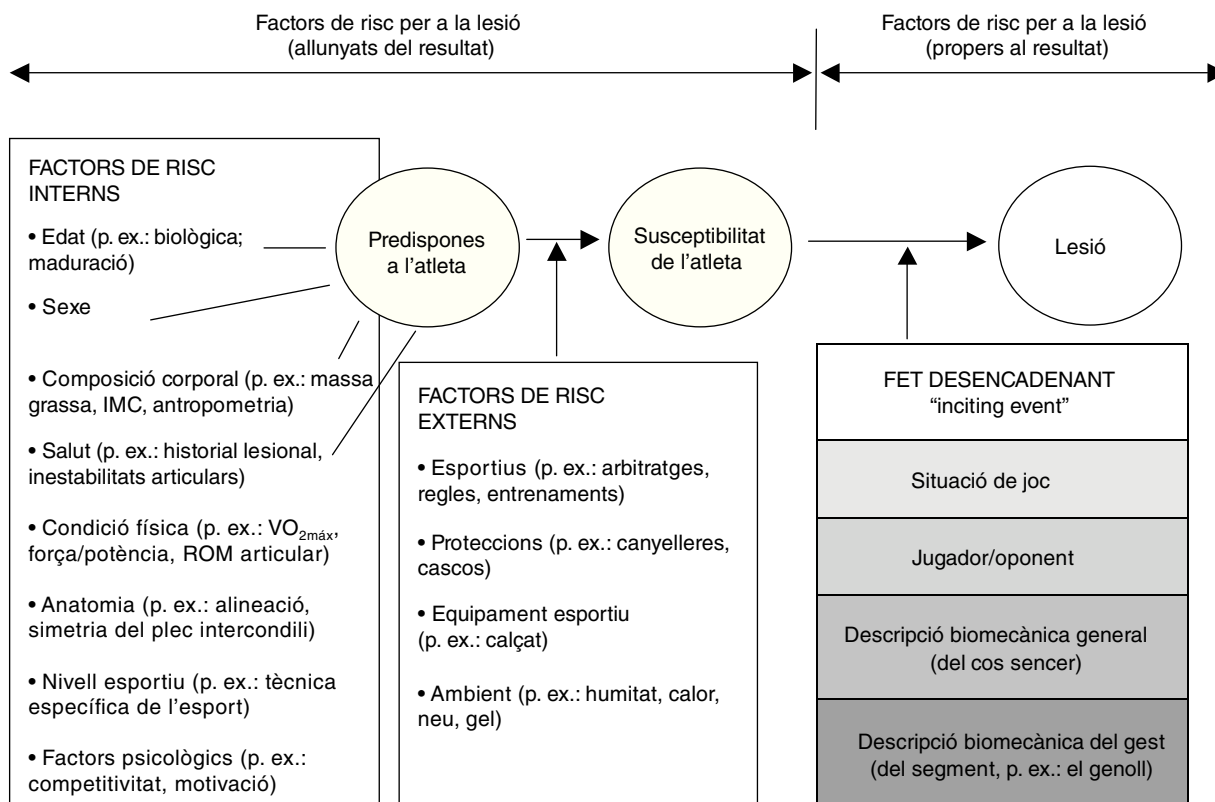 Factors de risc per a la lesió
(allunyats del resultat)
Factors de risc per a la lesió
(propers al resultat)
FACTORS DE RISC
INTERNS
• Edat (p. ex.: biològica;
maduració)
• Sexe
• Composició corporal (p. ex.: massa
grassa, IMC, antropometria)
• Salut (p. ex.: historial lesional,
inestabilitats articulars)
• Condició física (p. ex.: VO2máx,
força/potència, ROM articular)
• Anatomia (p. ex.: alineació,
simetria del plec intercondili)
• Nivell esportiu (p. ex.: tècnica
específica de l’esport)
• Factors psicològics (p. ex.:
competitivitat, motivació)
Predispones
a l’atleta
FACTORS DE RISC
EXTERNS
• Esportius (p. ex.: arbitratges,
regles, entrenaments)
• Proteccions (p. ex.: canyelleres,
cascos)
• Equipament esportiu
(p. ex.: calçat)
• Ambient (p. ex.: humitat, calor,
neu, gel)
Susceptibilitat
de l’atleta
Lesió
FET DESENCADENANT
“inciting event”
Situació de joc
Jugador/oponent
Descripció biomecànica general
(del cos sencer)
Descripció biomecànica del gest
(del segment, p. ex.: el genoll)